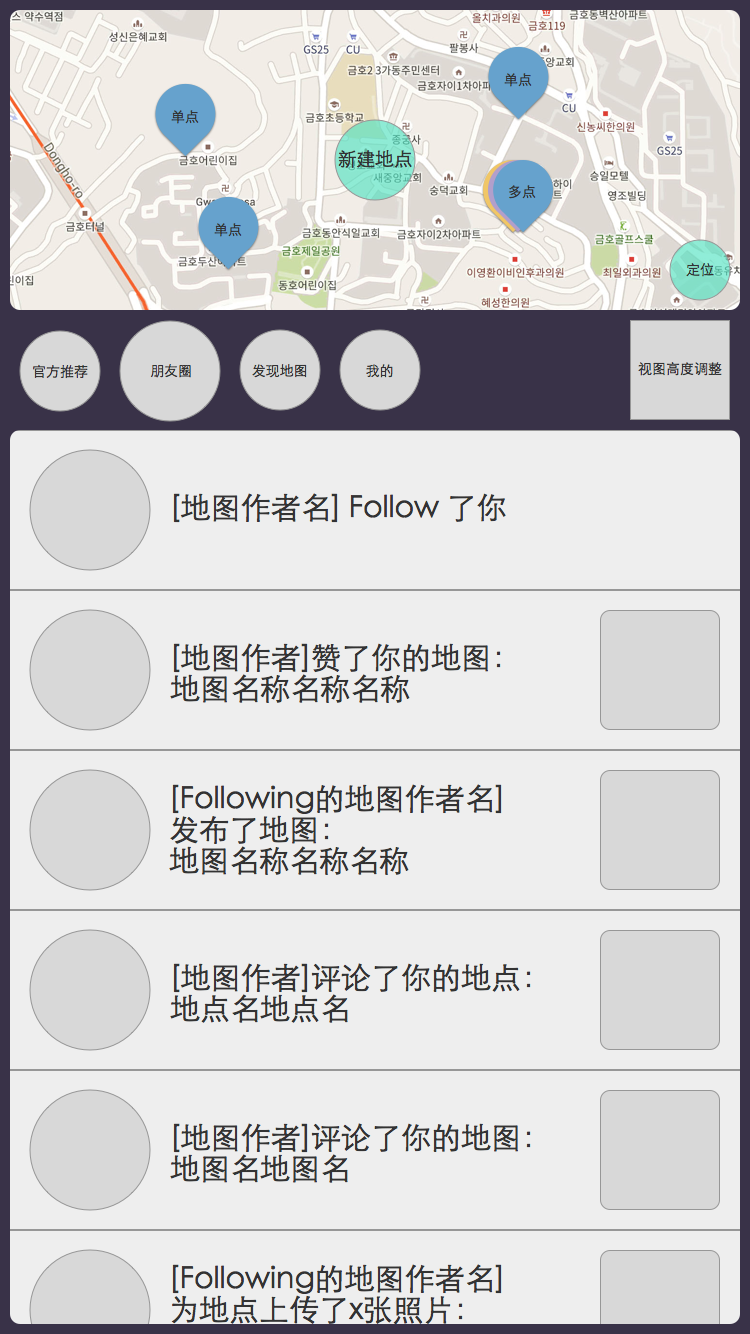 스 약수역점
성신은혜교회
올치과의원
금호119
금호동벽산아파트
GS25
CU
팔봉사
금호2 3가동주민센터
금호자이1차아파
앙교회
CU
单点
单点
금호초등학교
신농씨한의원
GS25
금호어린이집
Dongho-ro
新建地点
승일모텔
숭덕교회
多点
하이
트
영조빌딩
금호터널
单点
금호동안식일교회
금호자이2차아파트
금호골프스쿨
금호제일공원
금호두산
이영환이비인후과의원
최일외과의원
定位
린이집
동호어린이집
혜성한의원
官方推荐
朋友圈
发现地图
我的
视图高度调整
[地图作者名] Follow 了你
[地图作者]赞了你的地图：
地图名称名称名称
[Following的地图作者名]
发布了地图：
地图名称名称名称
[地图作者]评论了你的地点：
地点名地点名
[地图作者]评论了你的地图：
地图名地图名
[Following的地图作者名]
为地点上传了x张照片：